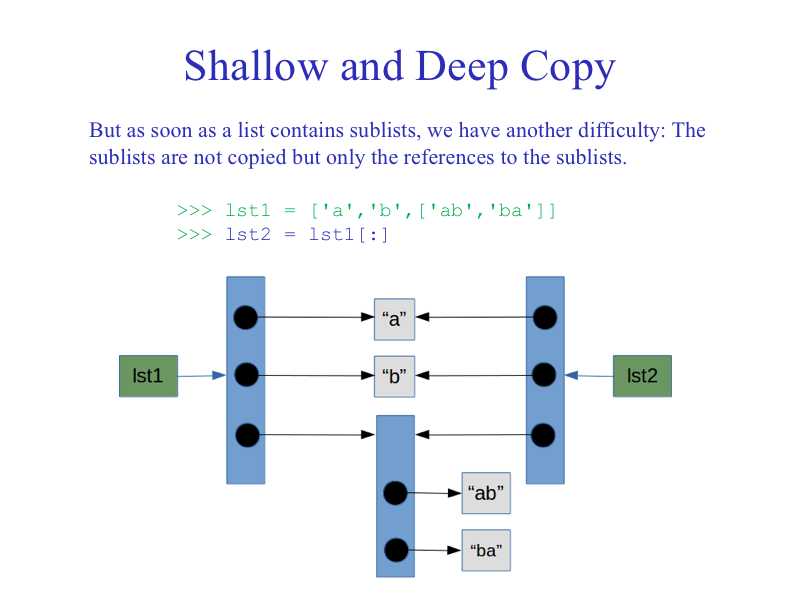 Shallow and Deep Copy
But as soon as a list contains sublists, we have another difficulty: The
sublists are not copied but only the references to the sublists.
>>> lst1 = ['a','b',['ab','ba']]
>>> lst2 = lst1[:]
“a”
lst1
“b”
lst2
“ab”
“ba”